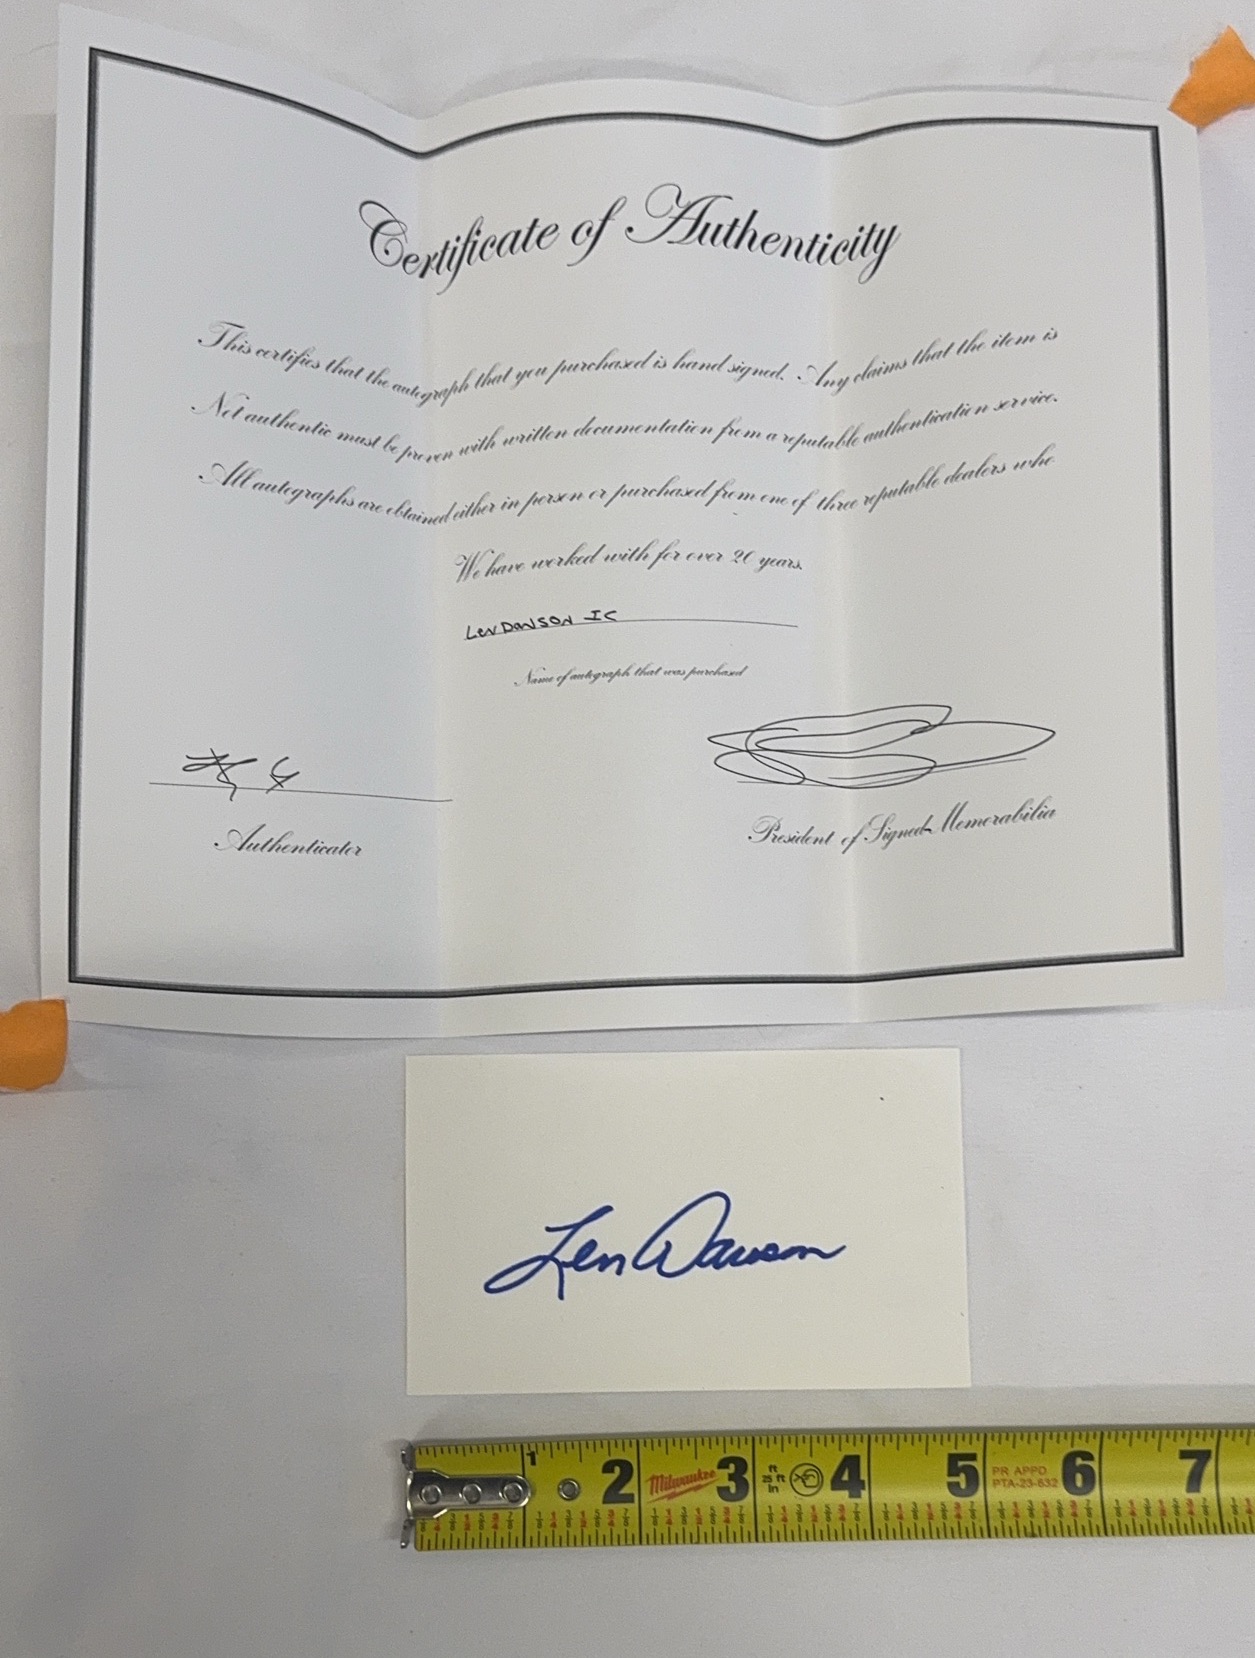 Certificate of Authenticity
This certifies that the autograph that you purchased is hand signed. Any claims that the item is
Not authentic must be proven with written documentation from a reputable authentication service.
All autographs are obtained either in person or purchased from one of three reputable dealers who
We have worked with for over 20 years.
Len Dawson IC
Name of autograph that was purchased
Authenticator
President of Signed Memorabilia
Len Dawson
1 2 Milwaukee 3 ft 25 ft in 4 5 PR APPD PTA-23-632 6 7